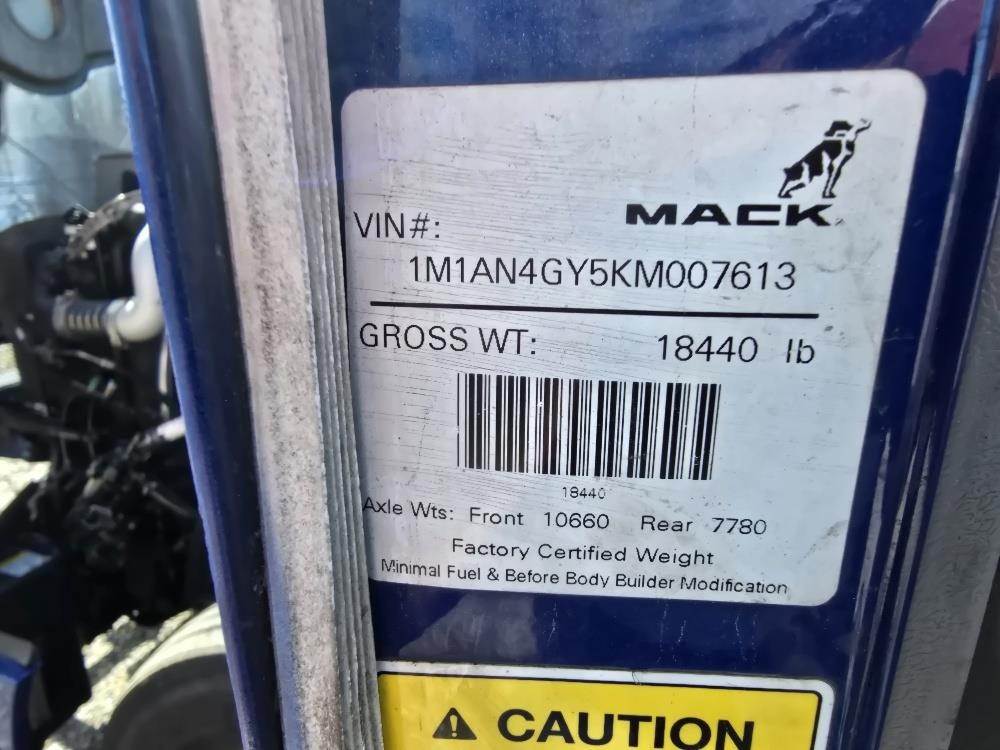 MACK
VIN#:
1M1AN4GY5KM007613
GROSS WT: 18440 lb
18440
Axle Wts: Front 10660 Rear 7780
Factory Certified Weight
Minimal Fuel & Before Body Builder Modification
CAUTION